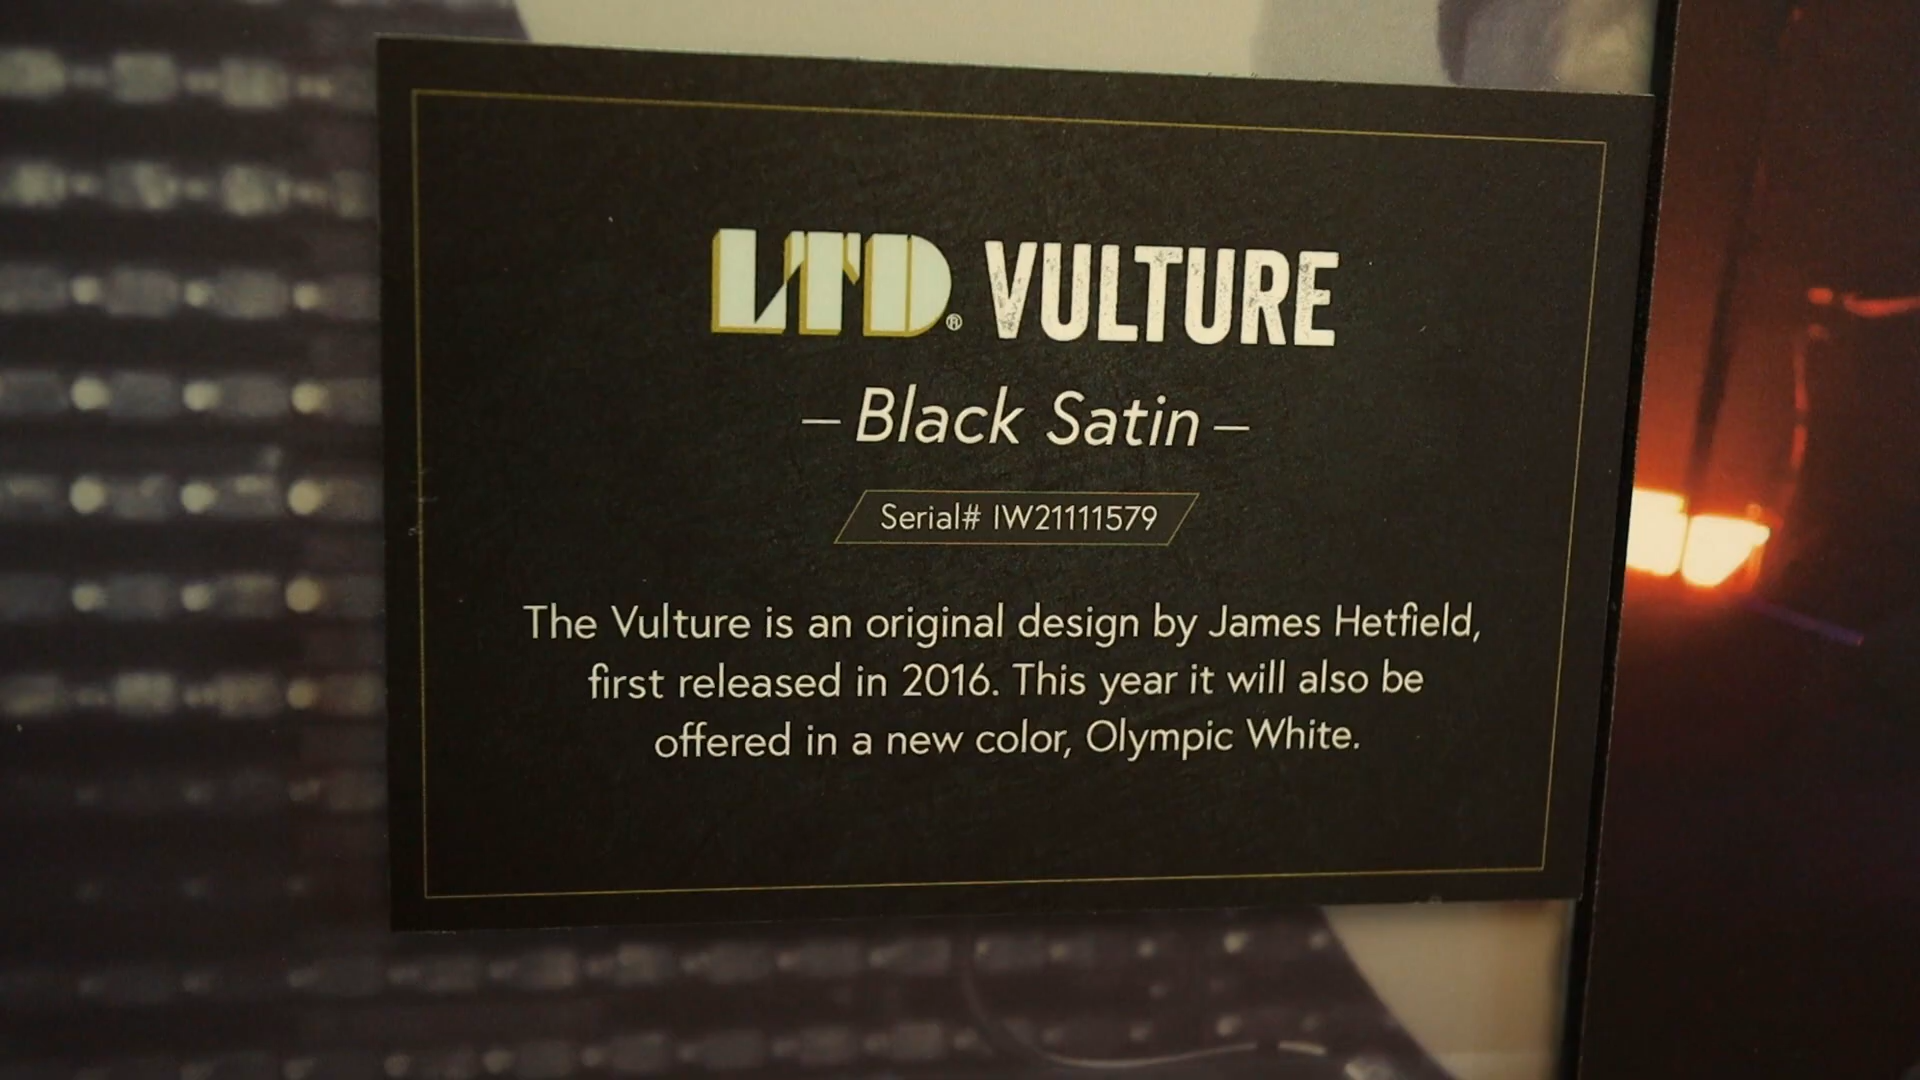 LTD® VULTURE
– Black Satin –
Serial# IW21111579
The Vulture is an original design by James Hetfield,
first released in 2016. This year it will also be
offered in a new color, Olympic White.